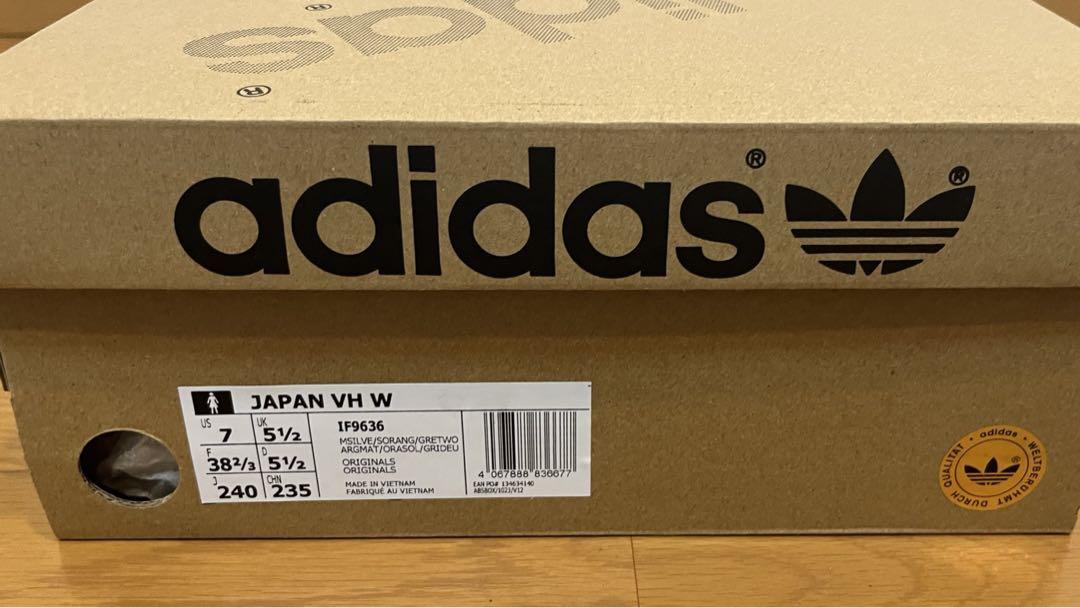 adidas
®
®
adidas® ®
JAPAN VH W
US 7 UK 5½
F 38⅔ D 5½
J 240 CHN 235
IF9636
MSILVE/SORANG/GRETWO
ARGMAT/ORASOL/GRIDEU
ORIGINALS
ORIGINALS
MADE IN VIETNAM
FABRIQUÉ AU VIETNAM
4 067888 836677
EAN PO# 134634140
ABSBOX/1023/V12
adidas • WELTBERÜHMT DURCH QUALITÄT •
®